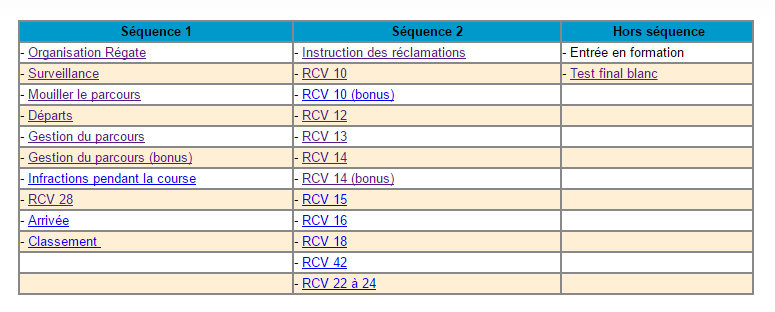 Séquence 1 Séquence 2 Hors séquence
- Organisation Régate - Instruction des réclamations - Entrée en formation
- Surveillance - RCV 10 - Test final blanc
- Mouiller le parcours - RCV 10 (bonus)
- Départs - RCV 12
- Gestion du parcours - RCV 13
- Gestion du parcours (bonus) - RCV 14
- Infractions pendant la course - RCV 14 (bonus)
- RCV 28 - RCV 15
- Arrivée - RCV 16
- Classement - RCV 18
- RCV 42
- RCV 22 à 24